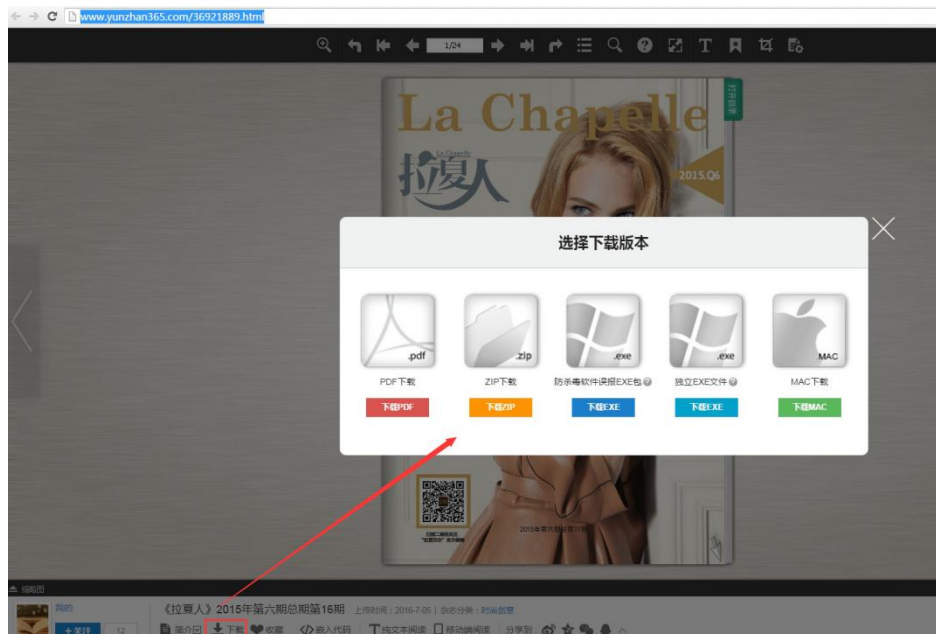 www.yunzhan365.com/36921889.html
1/24
La Chapelle
打开目录
La Chapelle
拉夏人
2015.Q6
选择下载版本
.pdf
.zip
.exe
.exe
MAC
PDF下载
ZIP下载
防杀毒软件误报EXE包
独立EXE文件
MAC下载
下载PDF
下载ZIP
下载EXE
下载EXE
下载MAC
缩略图
我的
《拉夏人》2015年第六期总期第16期 上传时间：2016-7-05 | 杂志分类：时尚创意
+关注 12
简介 下载 收藏 嵌入代码 纯文本阅读 移动端阅读 分享到